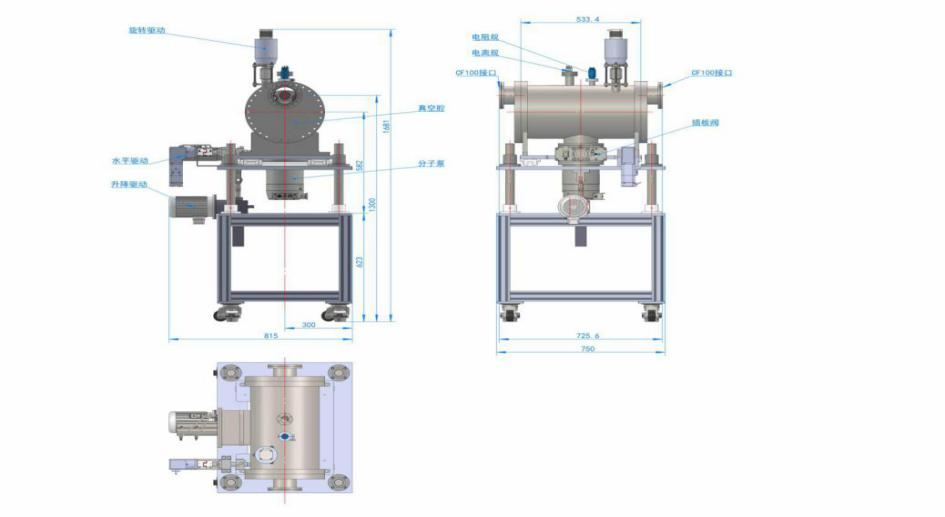 旋转驱动
真空腔
水平驱动
分子泵
升降驱动
1681
582
1300
623
300
815
533.4
电阻规
电离规
CF100接口
CF100接口
插板阀
725.6
750